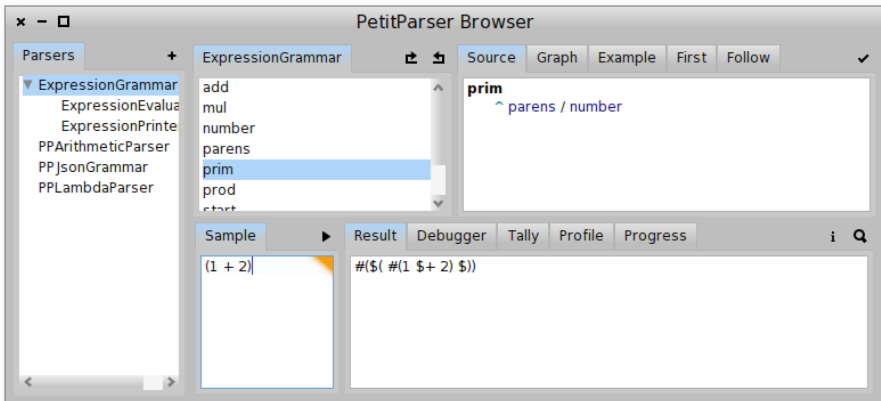 PetitParser Browser
Parsers
ExpressionGrammar
ExpressionEvalua
ExpressionPrinte
PPArithmeticParser
PPJsonGrammar
PPLambdaParser
ExpressionGrammar
add
mul
number
parens
prim
prod
start
Source Graph Example First Follow
prim
^ parens / number
Sample
(1 + 2)
Result Debugger Tally Profile Progress i
#($( #(1 $+ 2) $))